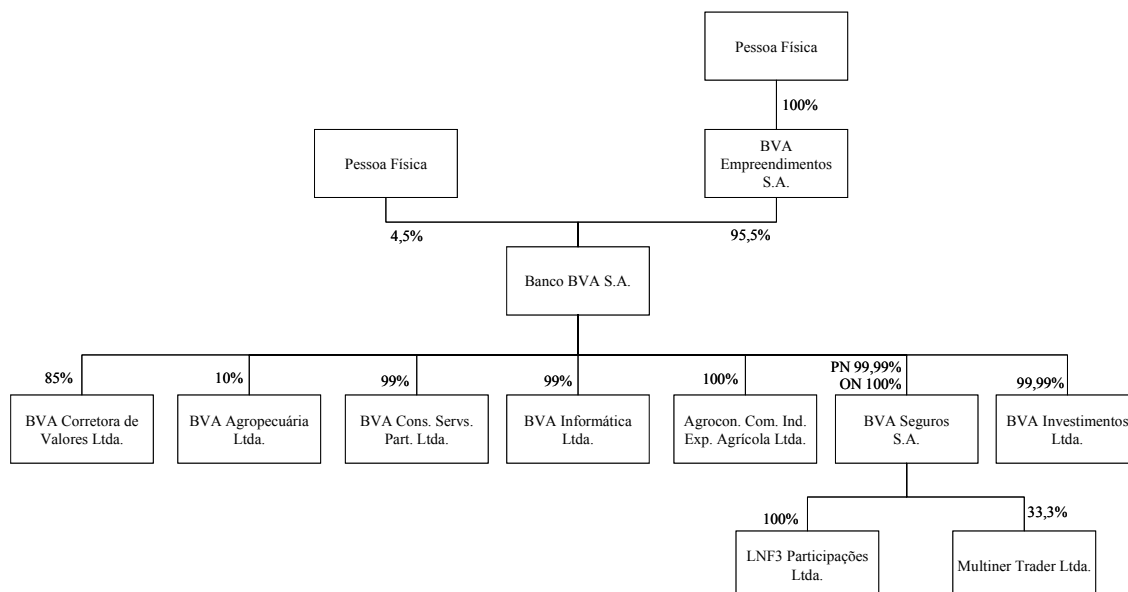 Pessoa Física
100%
Pessoa Física
BVA
Empreendimentos
S.A.
4,5%
95,5%
Banco BVA S.A.
85%
10%
99%
99%
100%
PN 99,99%
ON 100%
99,99%
BVA Corretora de
Valores Ltda.
BVA Agropecuária
Ltda.
BVA Cons. Servs.
Part. Ltda.
BVA Informática
Ltda.
Agrocon. Com. Ind.
Exp. Agrícola Ltda.
BVA Seguros
S.A.
BVA Investimentos
Ltda.
100%
33,3%
LNF3 Participações
Ltda.
Multiner Trader Ltda.